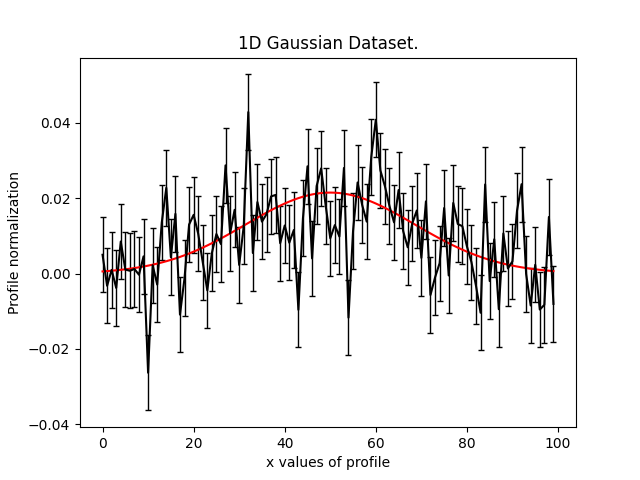 1D Gaussian Dataset.
Profile normalization
0.04
0.02
0.00
−0.02
−0.04
0 20 40 60 80 100
x values of profile